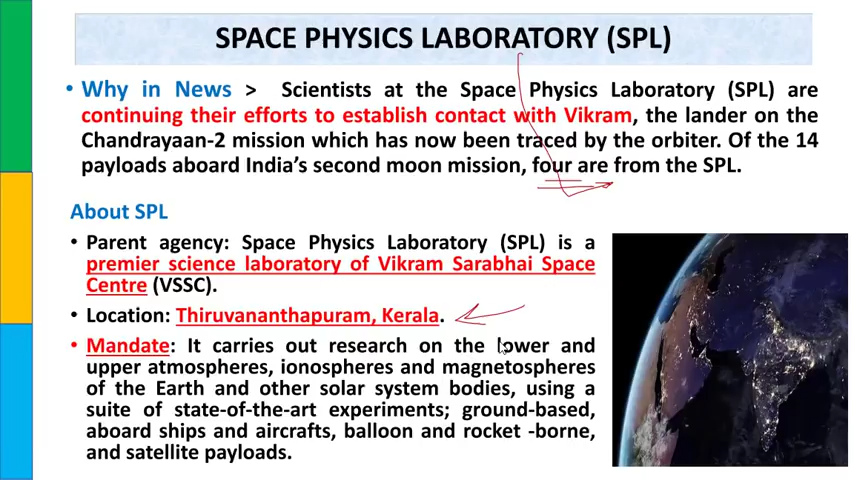 SPACE PHYSICS LABORATORY (SPL)
• Why in News > Scientists at the Space Physics Laboratory (SPL) are
continuing their efforts to establish contact with Vikram, the lander on the
Chandrayaan-2 mission which has now been traced by the orbiter. Of the 14
payloads aboard India's second moon mission, four are from the SPL.
About SPL
• Parent agency: Space Physics Laboratory (SPL) is a
premier science laboratory of Vikram Sarabhai Space
Centre (VSSC).
• Location: Thiruvananthapuram, Kerala.
• Mandate: It carries out research on the lower and
upper atmospheres, ionospheres and magnetospheres
of the Earth and other solar system bodies, using a
suite of state-of-the-art experiments; ground-based,
aboard ships and aircrafts, balloon and rocket -borne,
and satellite payloads.